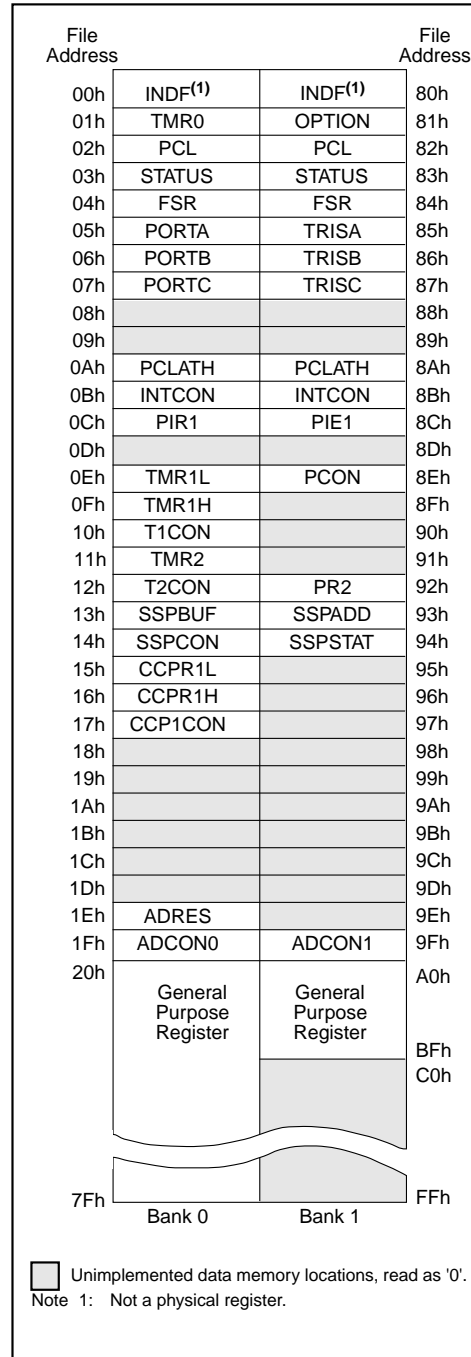 File Address File Address
00h INDF(1) INDF(1) 80h
01h TMR0 OPTION 81h
02h PCL PCL 82h
03h STATUS STATUS 83h
04h FSR FSR 84h
05h PORTA TRISA 85h
06h PORTB TRISB 86h
07h PORTC TRISC 87h
08h 88h
09h 89h
0Ah PCLATH PCLATH 8Ah
0Bh INTCON INTCON 8Bh
0Ch PIR1 PIE1 8Ch
0Dh 8Dh
0Eh TMR1L PCON 8Eh
0Fh TMR1H 8Fh
10h T1CON 90h
11h TMR2 91h
12h T2CON PR2 92h
13h SSPBUF SSPADD 93h
14h SSPCON SSPSTAT 94h
15h CCPR1L 95h
16h CCPR1H 96h
17h CCP1CON 97h
18h 98h
19h 99h
1Ah 9Ah
1Bh 9Bh
1Ch 9Ch
1Dh 9Dh
1Eh ADRES 9Eh
1Fh ADCON0 ADCON1 9Fh
20h A0h
General General
Purpose Purpose
Register Register
BFh
C0h
7Fh FFh
Bank 0 Bank 1
Unimplemented data memory locations, read as '0'.
Note 1: Not a physical register.